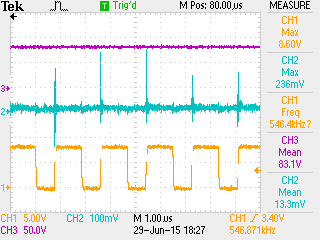 Tek Trig'd M Pos: 80.00µs MEASURE
CH1
Max
8.60V
CH2
Max
236mV
CH1
Freq
546.4kHz?
CH3
Mean
83.1V
CH2
Mean
13.3mV
3
2
1
CH1 5.00V CH2 100mV M 1.00µs CH1 3.40V
CH3 50.0V 29-Jun-15 18:27 546.871kHz